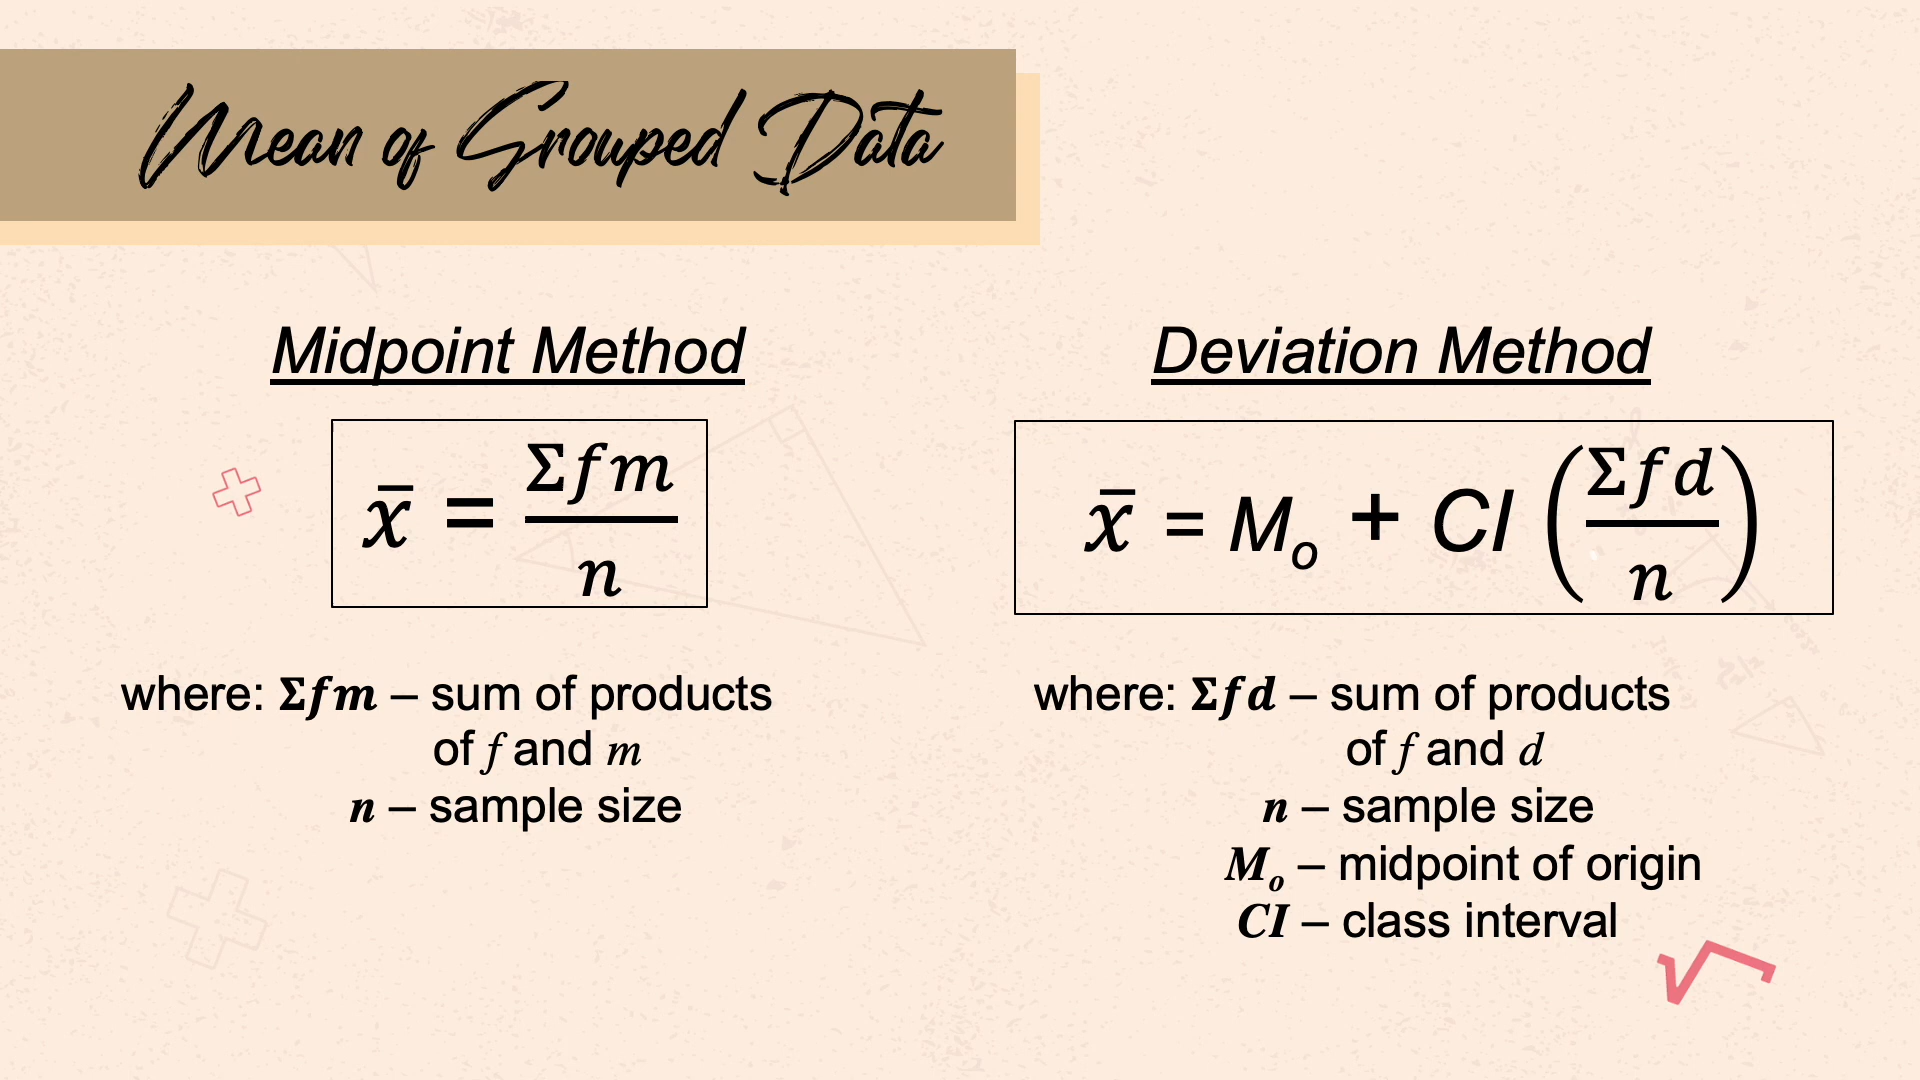 Mean of Grouped Data
Midpoint Method
x̄ = Σfm / n
where: Σfm – sum of products
of f and m
n – sample size
Deviation Method
x̄ = Mₒ + CI (Σfd / n)
where: Σfd – sum of products
of f and d
n – sample size
Mₒ – midpoint of origin
CI – class interval